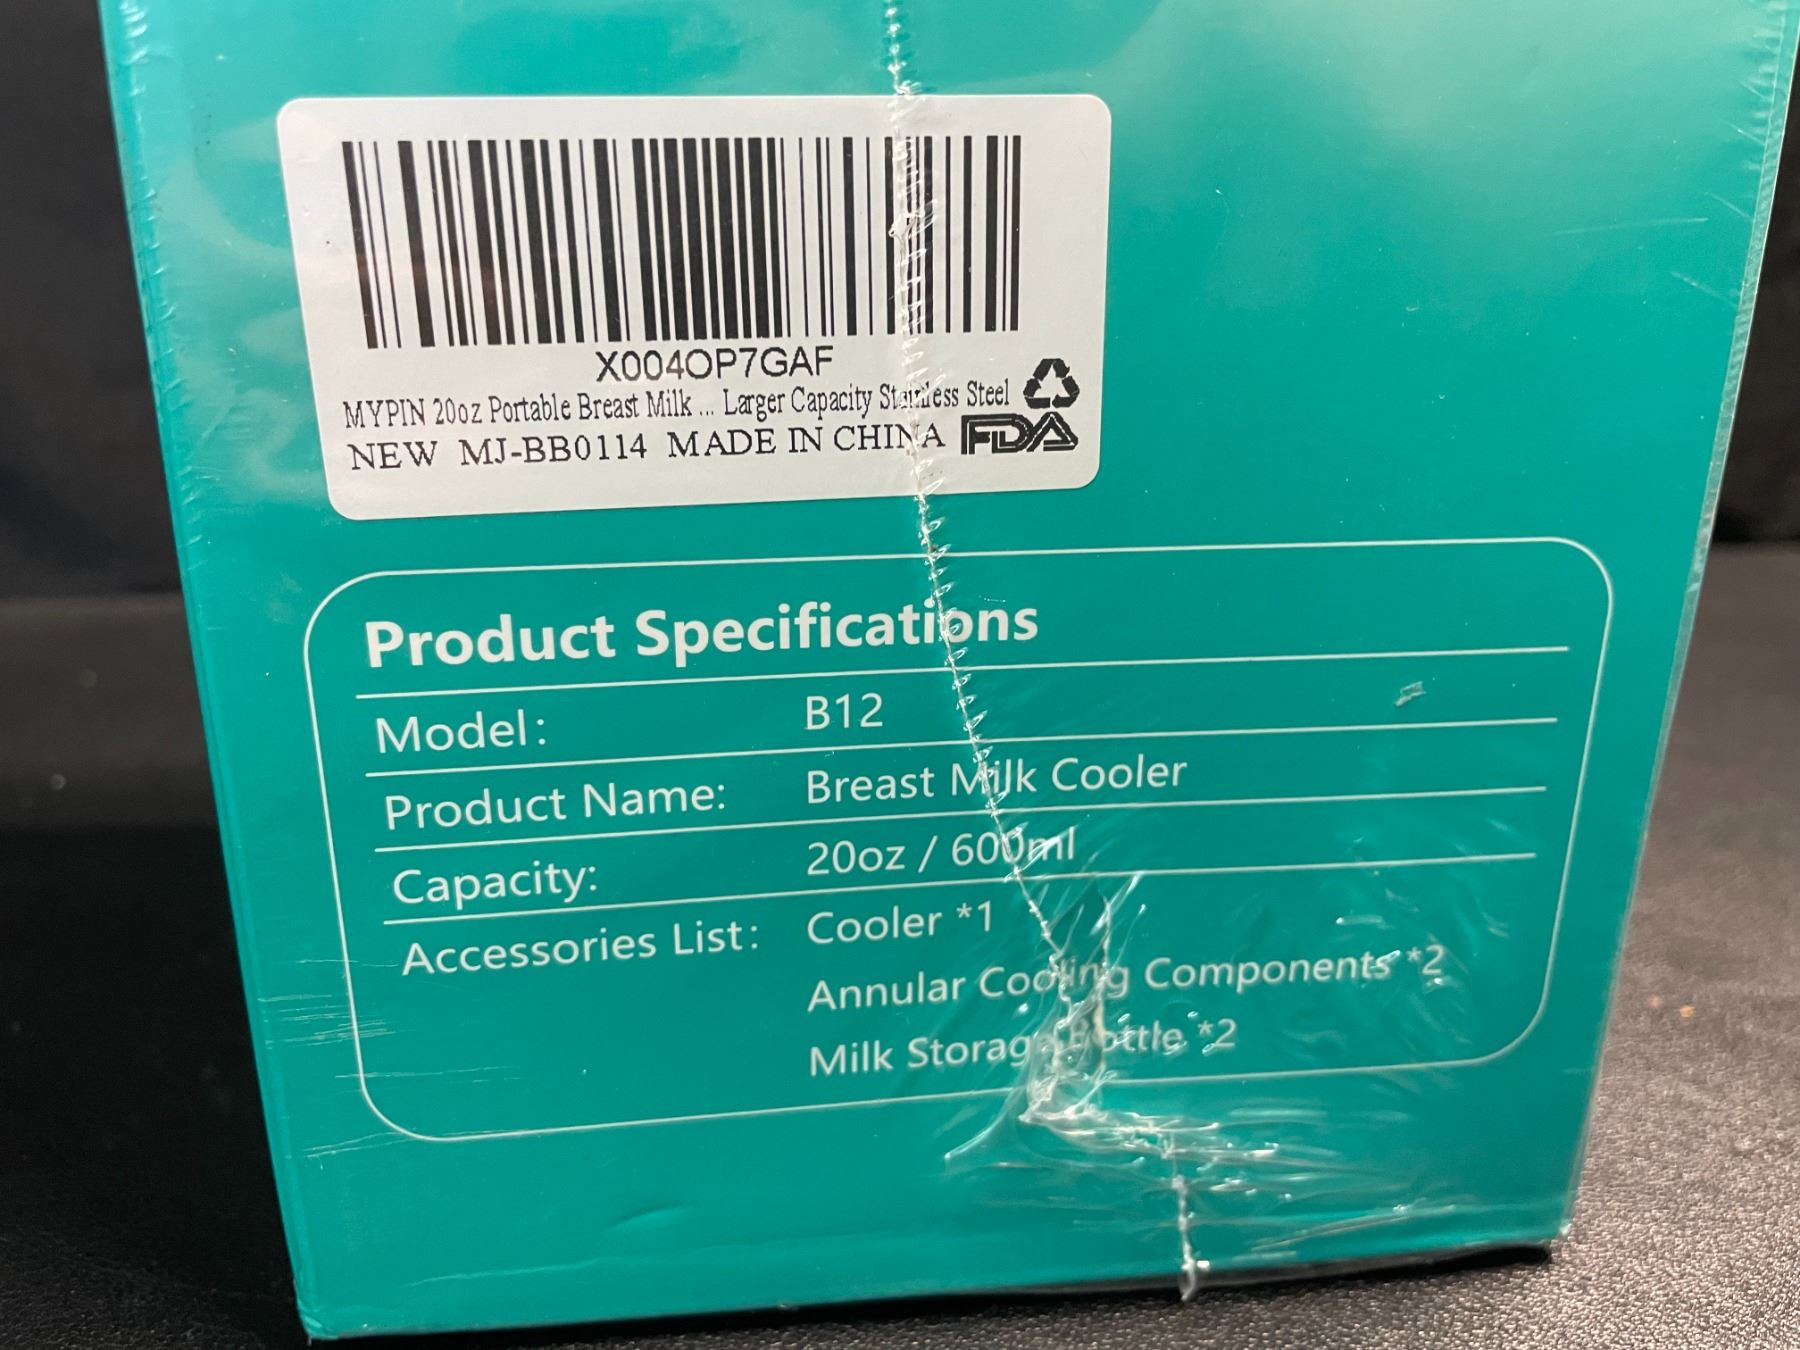 X004OP7GAF
MYPIN 20oz Portable Breast Milk ... Larger Capacity Stainless Steel
NEW MJ-BB0114 MADE IN CHINA FDA
Product Specifications
Model: B12
Product Name: Breast Milk Cooler
Capacity: 20oz / 600ml
Accessories List: Cooler *1
Annular Cooling Components *2
Milk Storage Bottle *2